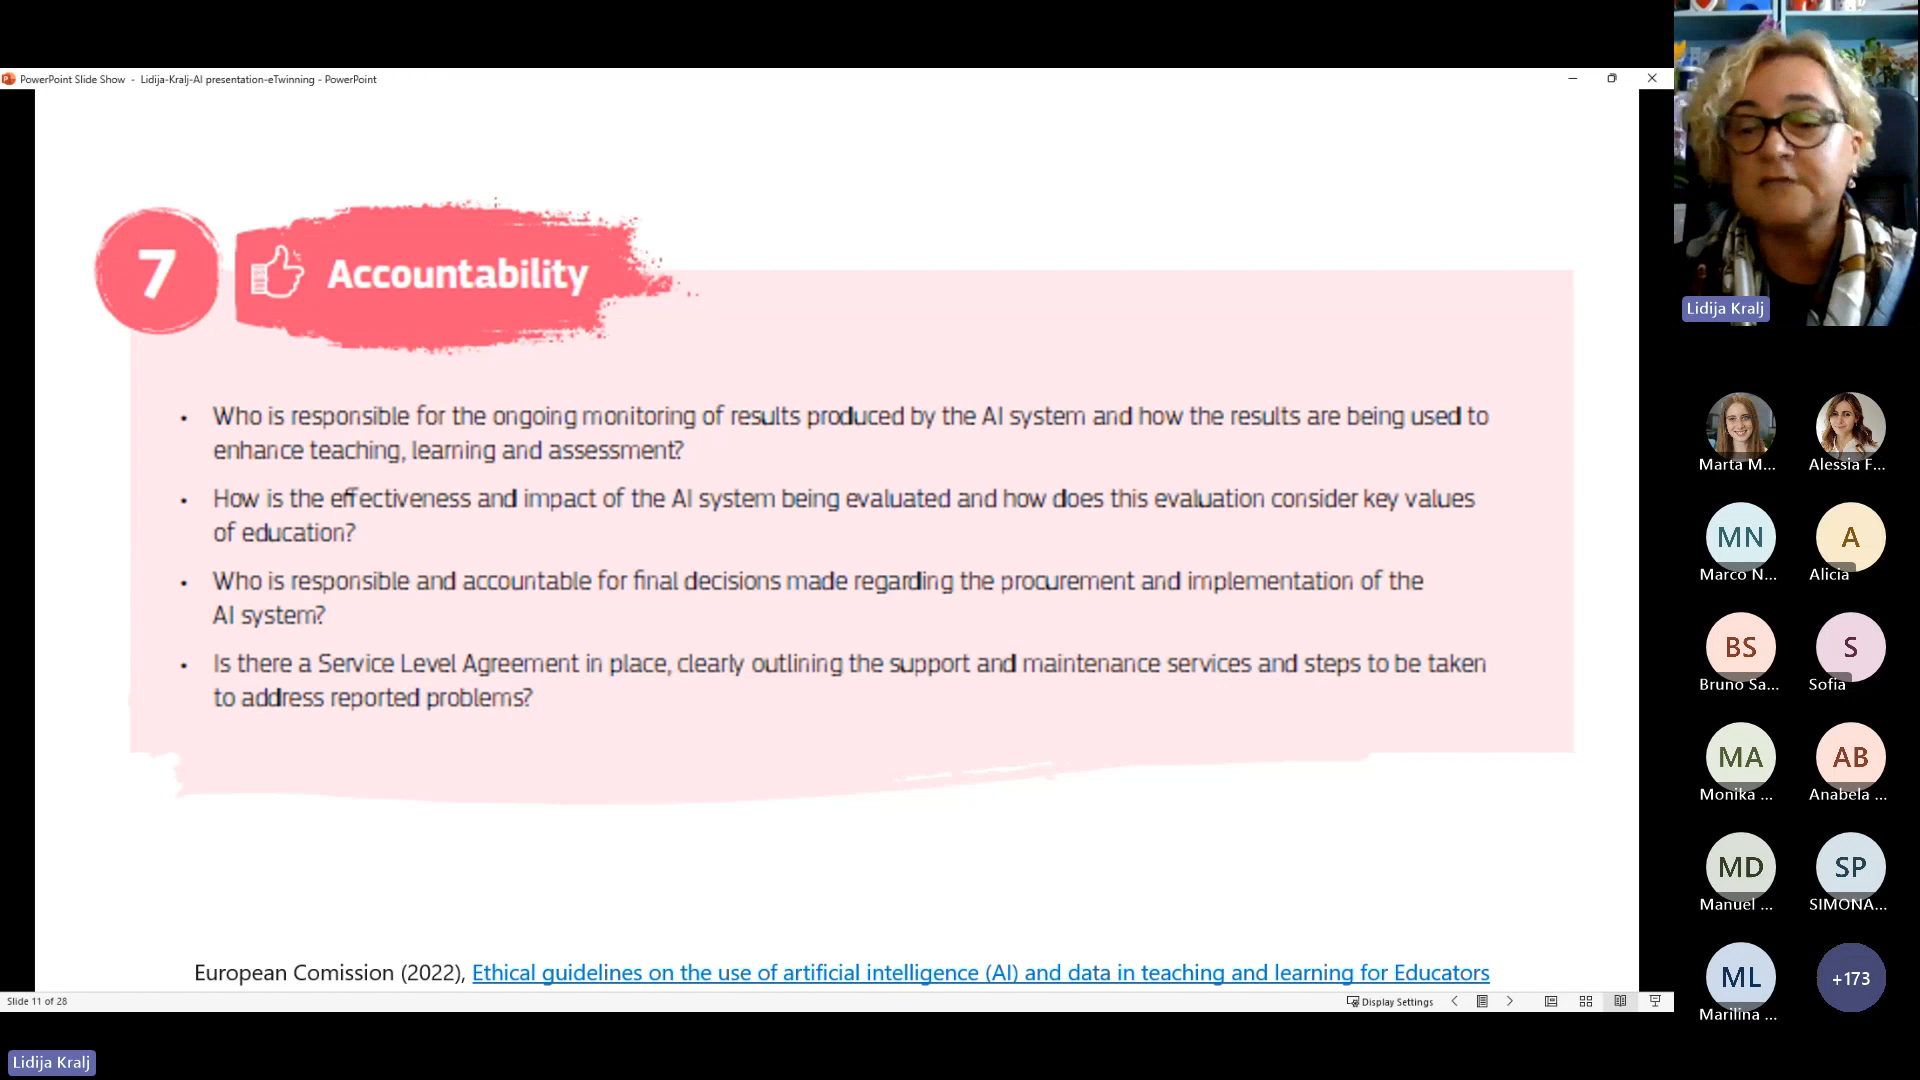 PowerPoint Slide Show - Lidija-Kralj-AI presentation-eTwinning - PowerPoint
7
Accountability
• Who is responsible for the ongoing monitoring of results produced by the AI system and how the results are being used to
enhance teaching, learning and assessment?
• How is the effectiveness and impact of the AI system being evaluated and how does this evaluation consider key values
of education?
• Who is responsible and accountable for final decisions made regarding the procurement and implementation of the
AI system?
• Is there a Service Level Agreement in place, clearly outlining the support and maintenance services and steps to be taken
to address reported problems?
European Comission (2022), Ethical guidelines on the use of artificial intelligence (AI) and data in teaching and learning for Educators
Slide 11 of 28
Display Settings
Lidija Kralj
Lidija Kralj
Marta M...
Alessia F...
MN
Marco N...
A
Alicia
BS
Bruno Sa...
S
Sofia
MA
Monika ...
AB
Anabela ...
MD
Manuel ...
SP
SIMONA...
ML
Marilina ...
+173